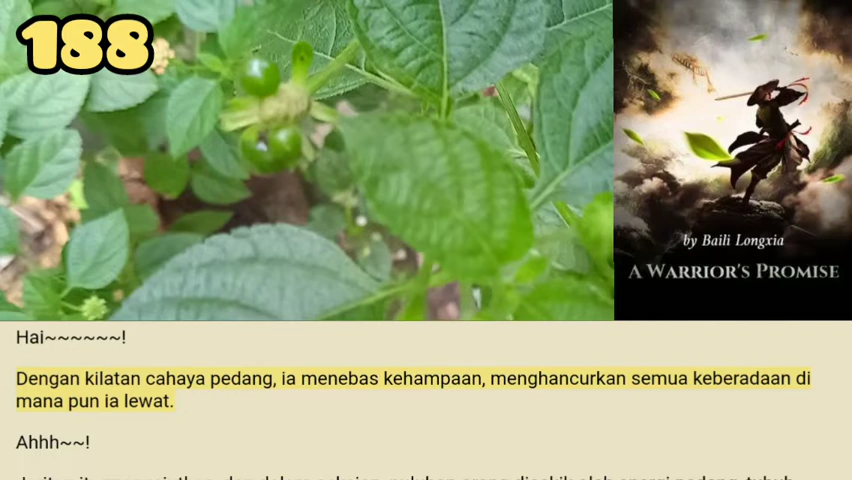 188
by Baili Longxia
A WARRIOR'S PROMISE
Hai~~~~~~!
Dengan kilatan cahaya pedang, ia menebas kehampaan, menghancurkan semua keberadaan di
mana pun ia lewat.
Ahhh~~!